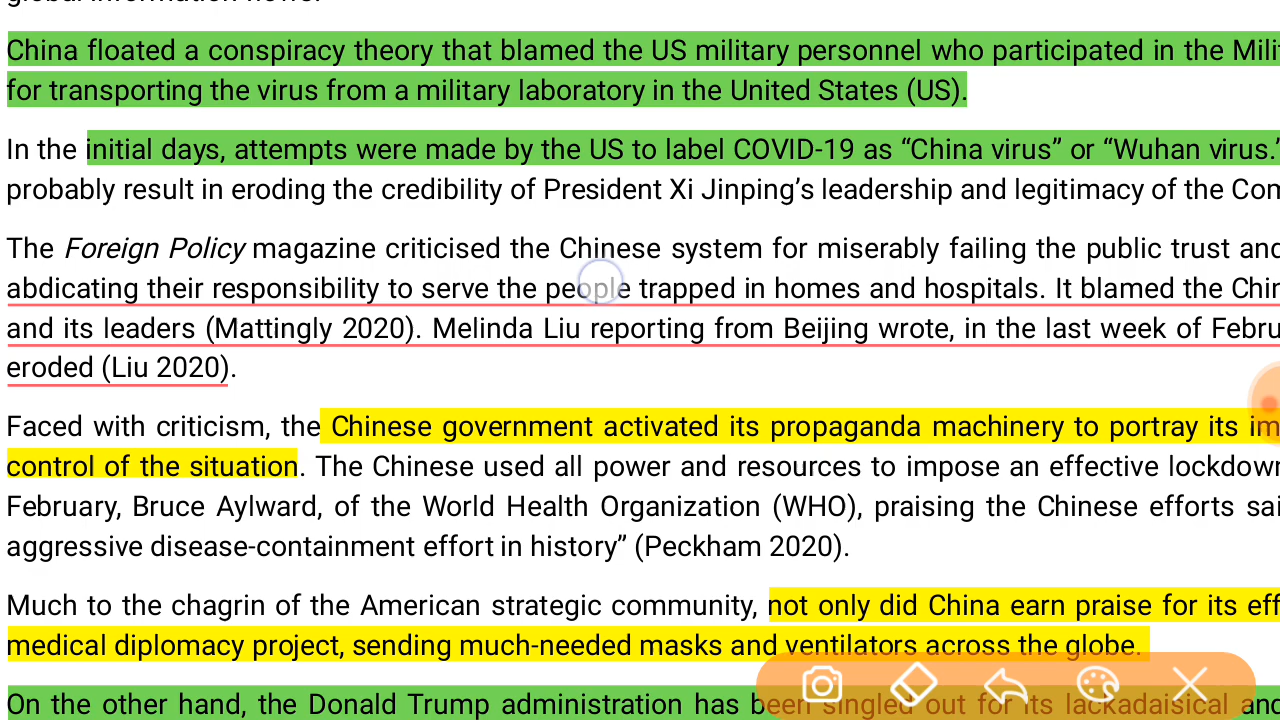 China floated a conspiracy theory that blamed the US military personnel who participated in the Mili
for transporting the virus from a military laboratory in the United States (US).
In the initial days, attempts were made by the US to label COVID-19 as “China virus” or “Wuhan virus.”
probably result in eroding the credibility of President Xi Jinping’s leadership and legitimacy of the Com
The Foreign Policy magazine criticised the Chinese system for miserably failing the public trust and
abdicating their responsibility to serve the people trapped in homes and hospitals. It blamed the Chin
and its leaders (Mattingly 2020). Melinda Liu reporting from Beijing wrote, in the last week of Febru
eroded (Liu 2020).
Faced with criticism, the Chinese government activated its propaganda machinery to portray its im
control of the situation. The Chinese used all power and resources to impose an effective lockdown
February, Bruce Aylward, of the World Health Organization (WHO), praising the Chinese efforts sai
aggressive disease-containment effort in history” (Peckham 2020).
Much to the chagrin of the American strategic community, not only did China earn praise for its eff
medical diplomacy project, sending much-needed masks and ventilators across the globe.
On the other hand, the Donald Trump administration has been singled out for its lackadaisical and